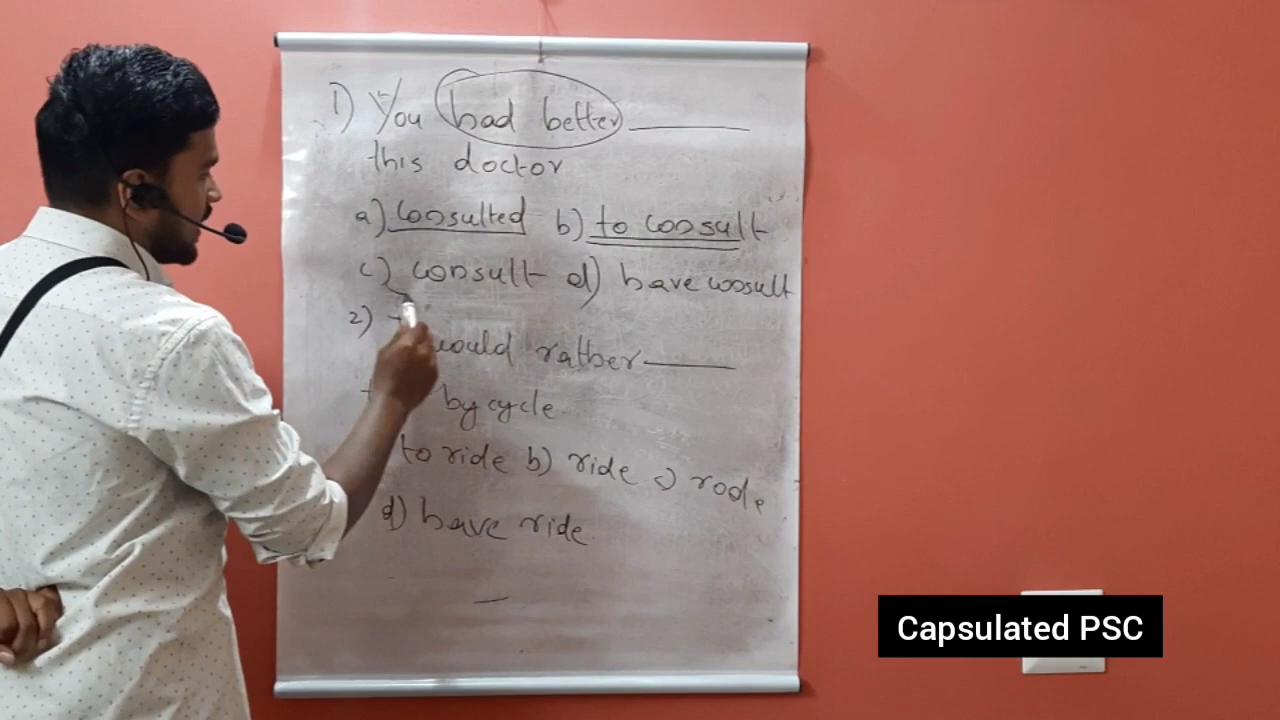 1) You had better ______
this doctor
a) consulted b) to consult
c) consult d) have consult
2) would rather ______
by cycle
to ride b) ride c) rode
d) have ride
Capsulated PSC